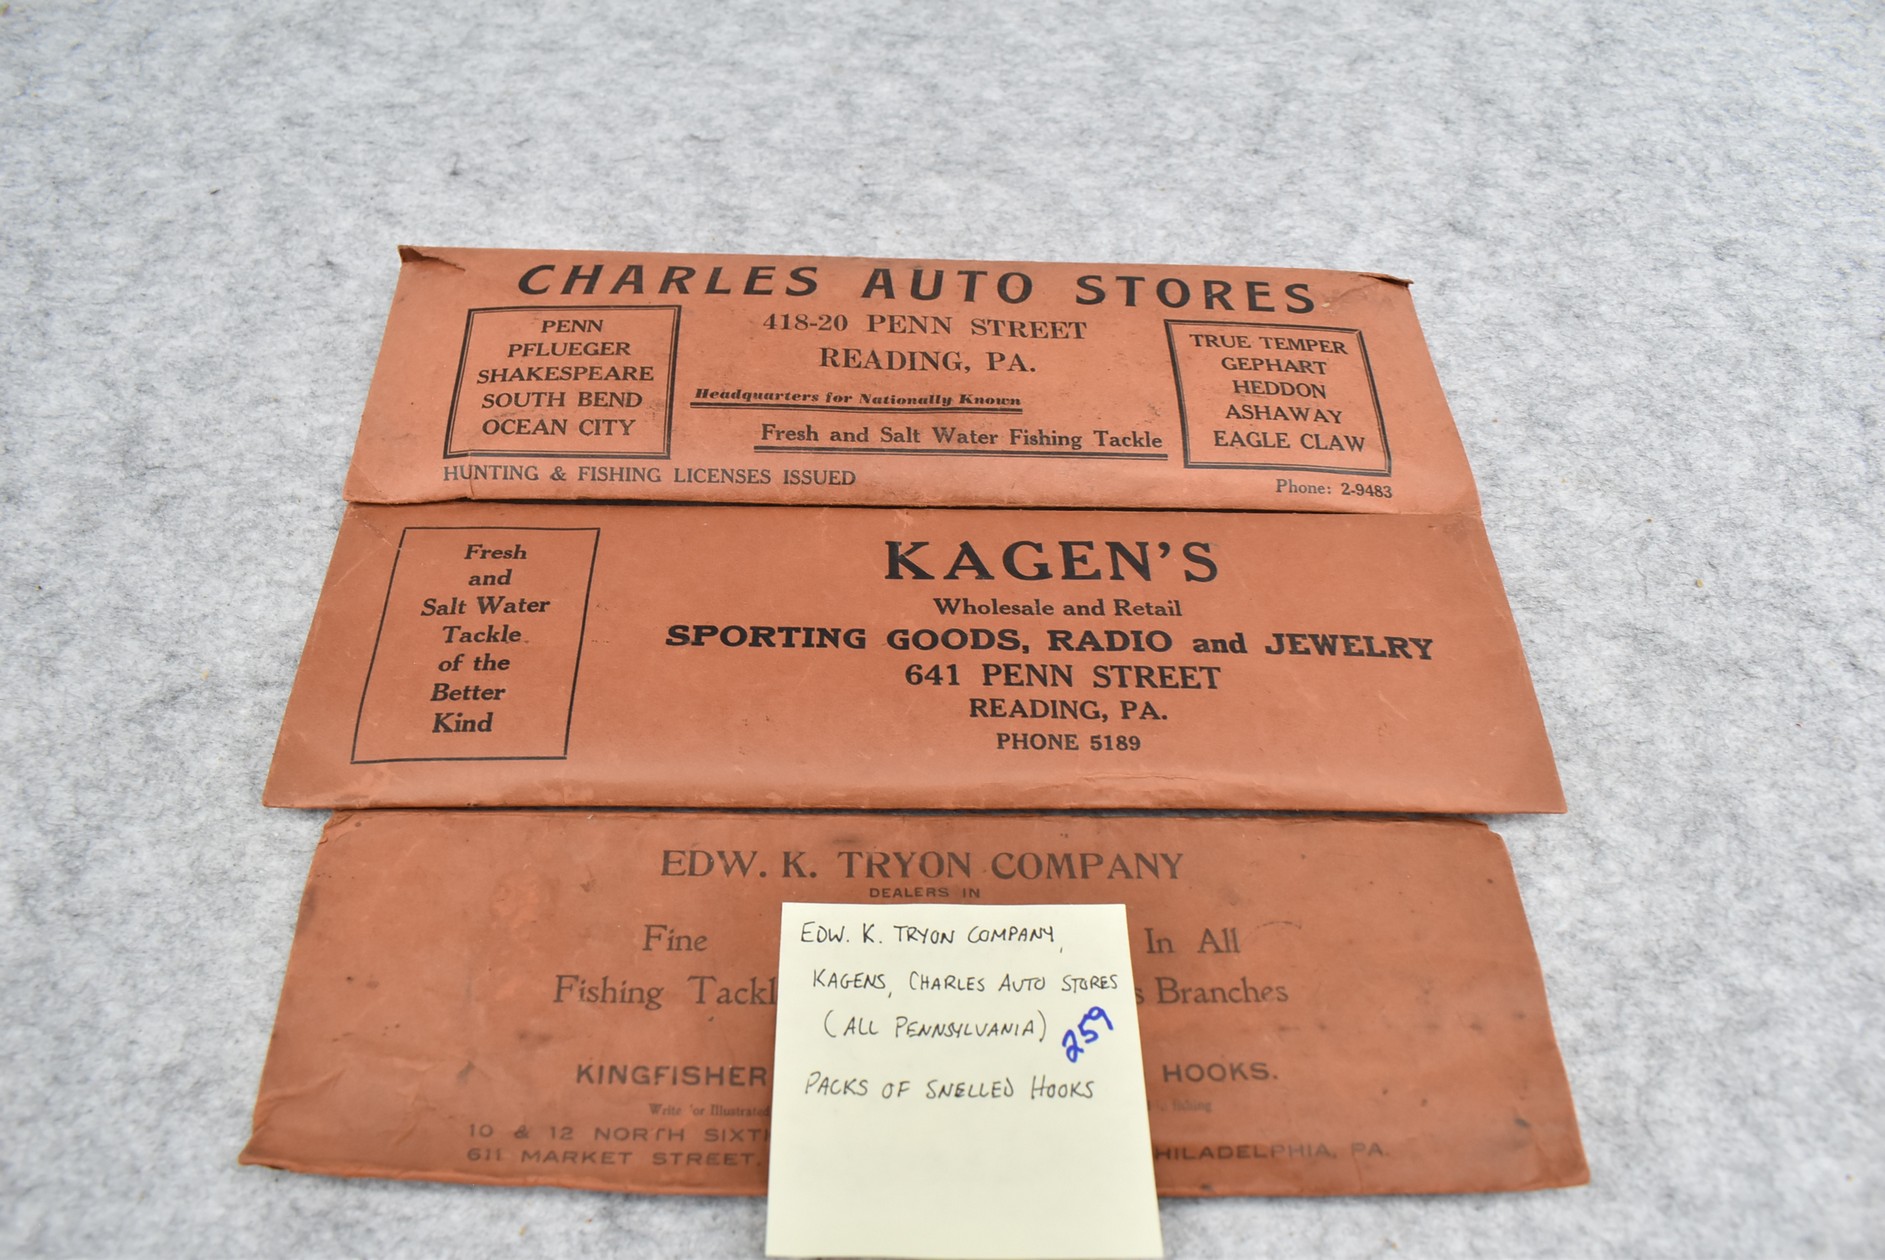 CHARLES AUTO STORES
PENN
PFLUEGER
SHAKESPEARE
SOUTH BEND
OCEAN CITY
418-20 PENN STREET
READING, PA.
Headquarters for Nationally Known
Fresh and Salt Water Fishing Tackle
TRUE TEMPER
GEPHART
HEDDON
ASHAWAY
EAGLE CLAW
HUNTING & FISHING LICENSES ISSUED
Phone: 2-9483
Fresh
and
Salt Water
Tackle
of the
Better
Kind
KAGEN'S
Wholesale and Retail
SPORTING GOODS, RADIO and JEWELRY
641 PENN STREET
READING, PA.
PHONE 5189
EDW. K. TRYON COMPANY
DEALERS IN
Fine In All
Fishing Tackl s Branches
KINGFISHER HOOKS.
Write for Illustrated fishing
10 & 12 NORTH SIXT
611 MARKET STREET. HILADELPHIA, PA.
EDW. K. TRYON COMPANY,
KAGENS, CHARLES AUTO STORES
(ALL PENNSYLVANIA)
259
PACKS OF SNELLED HOOKS